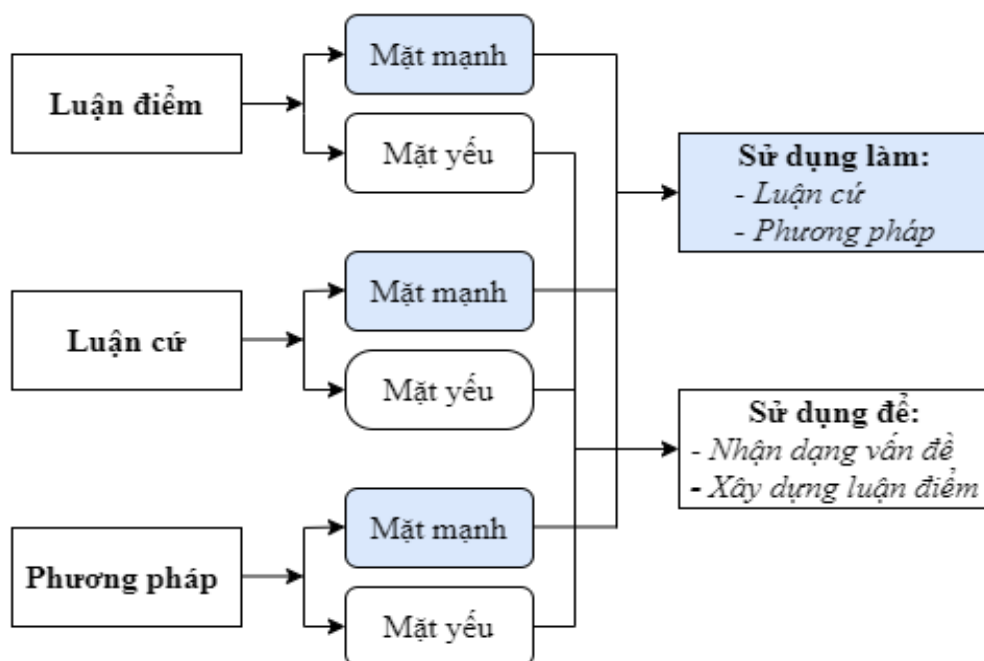 Luận điểm
Mặt mạnh
Mặt yếu
Luận cứ
Mặt mạnh
Mặt yếu
Phương pháp
Mặt mạnh
Mặt yếu
Sử dụng làm:
- Luận cứ
- Phương pháp
Sử dụng để:
- Nhận dạng vấn đề
- Xây dựng luận điểm